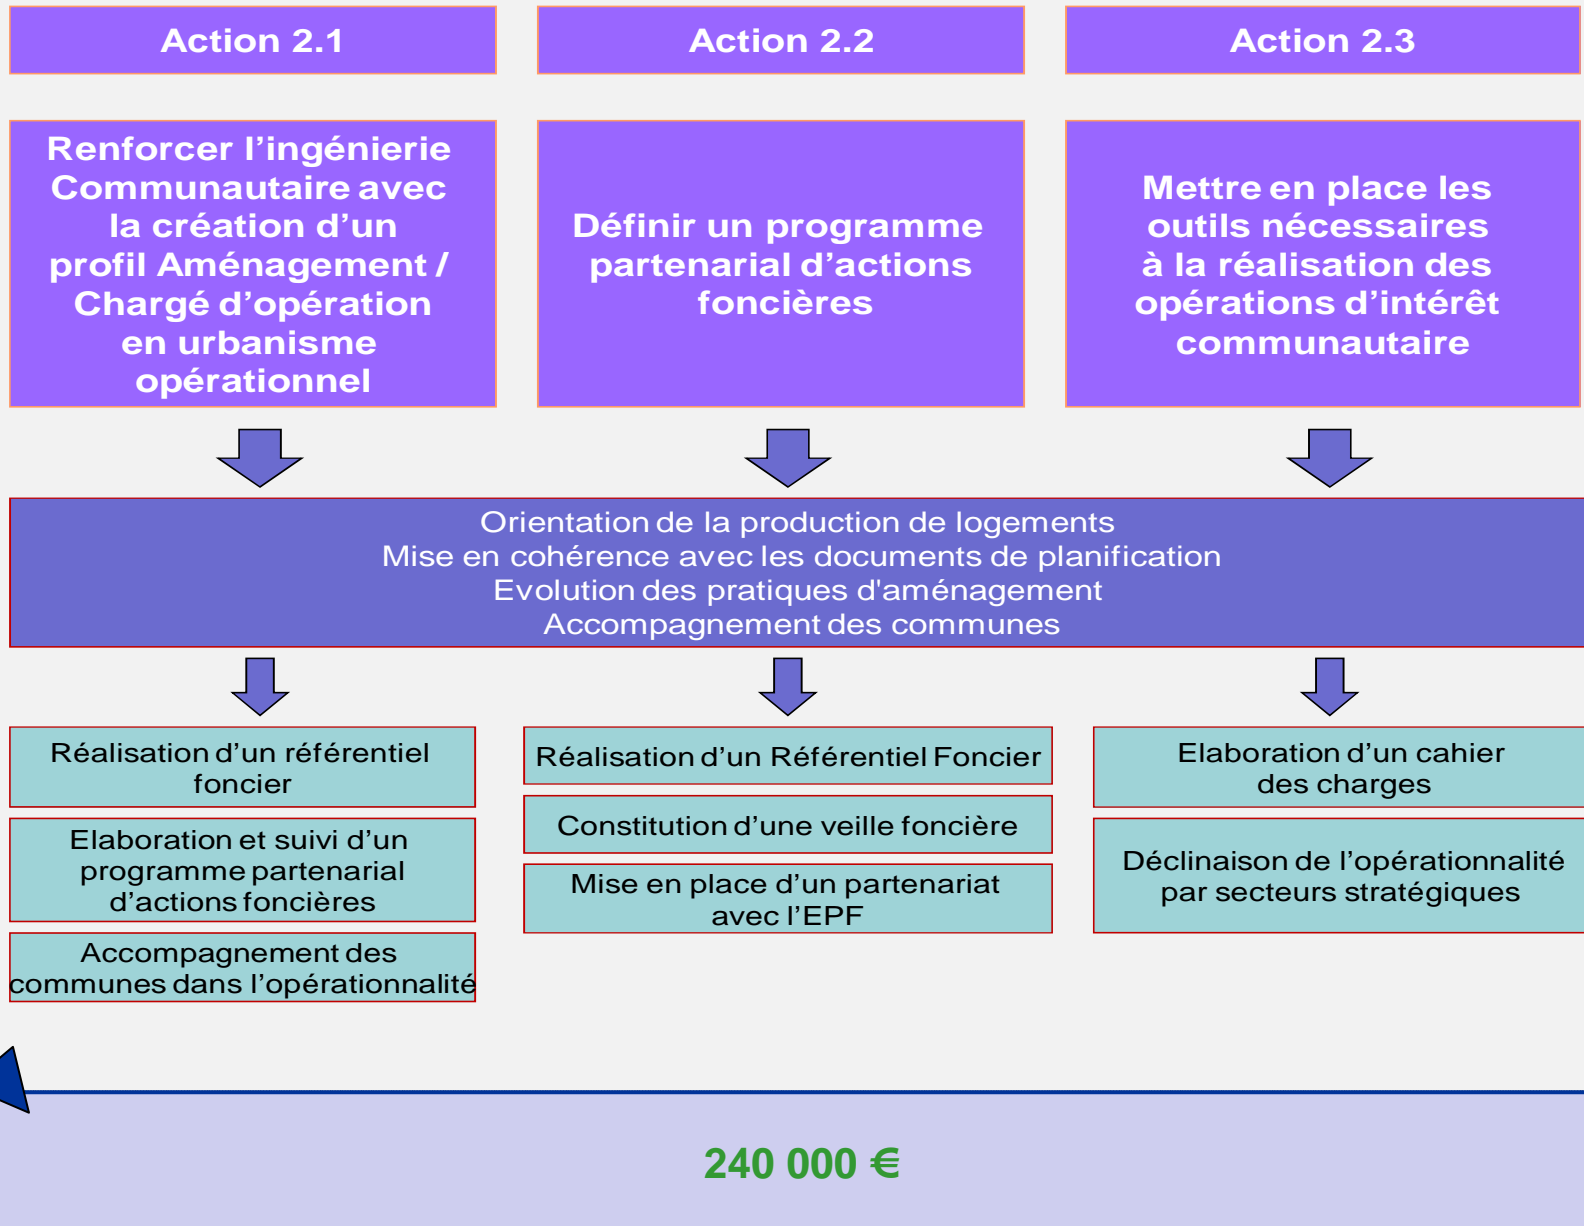 Action 2.1
Action 2.2
Action 2.3
Renforcer l’ingénierie
Communautaire avec
la création d’un
profil Aménagement /
Chargé d’opération
en urbanisme
opérationnel
Définir un programme
partenarial d’actions
foncières
Mettre en place les
outils nécessaires
à la réalisation des
opérations d’intérêt
communautaire
Orientation de la production de logements
Mise en cohérence avec les documents de planification
Evolution des pratiques d'aménagement
Accompagnement des communes
Réalisation d’un référentiel
foncier
Elaboration et suivi d’un
programme partenarial
d’actions foncières
Accompagnement des
communes dans l’opérationnalité
Réalisation d’un Référentiel Foncier
Constitution d’une veille foncière
Mise en place d’un partenariat
avec l’EPF
Elaboration d’un cahier
des charges
Déclinaison de l’opérationnalité
par secteurs stratégiques
240 000 €